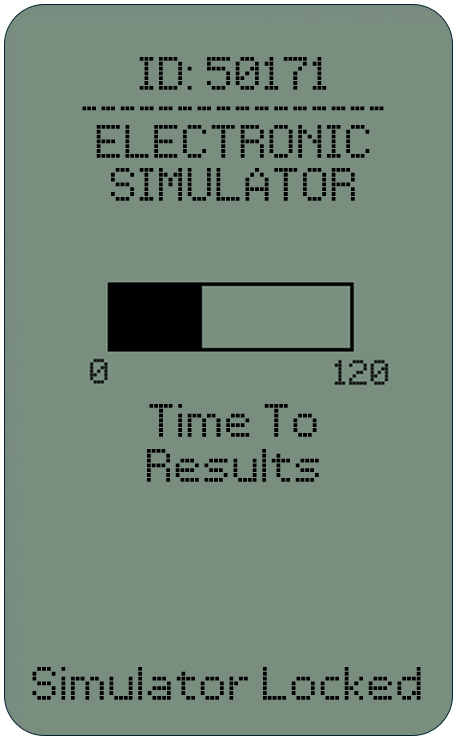 ID: 50171
------------------
ELECTRONIC
SIMULATOR
0 120
Time To
Results
Simulator Locked